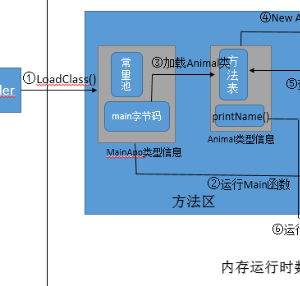 ④New A
①LoadClass()
der
③加载Animal类
常量池
方法表
⑤
main字节码
printName()
MainApp类型信息
Animal类型信息
②运行Main函数
方法区
⑥运行
内存运行时数